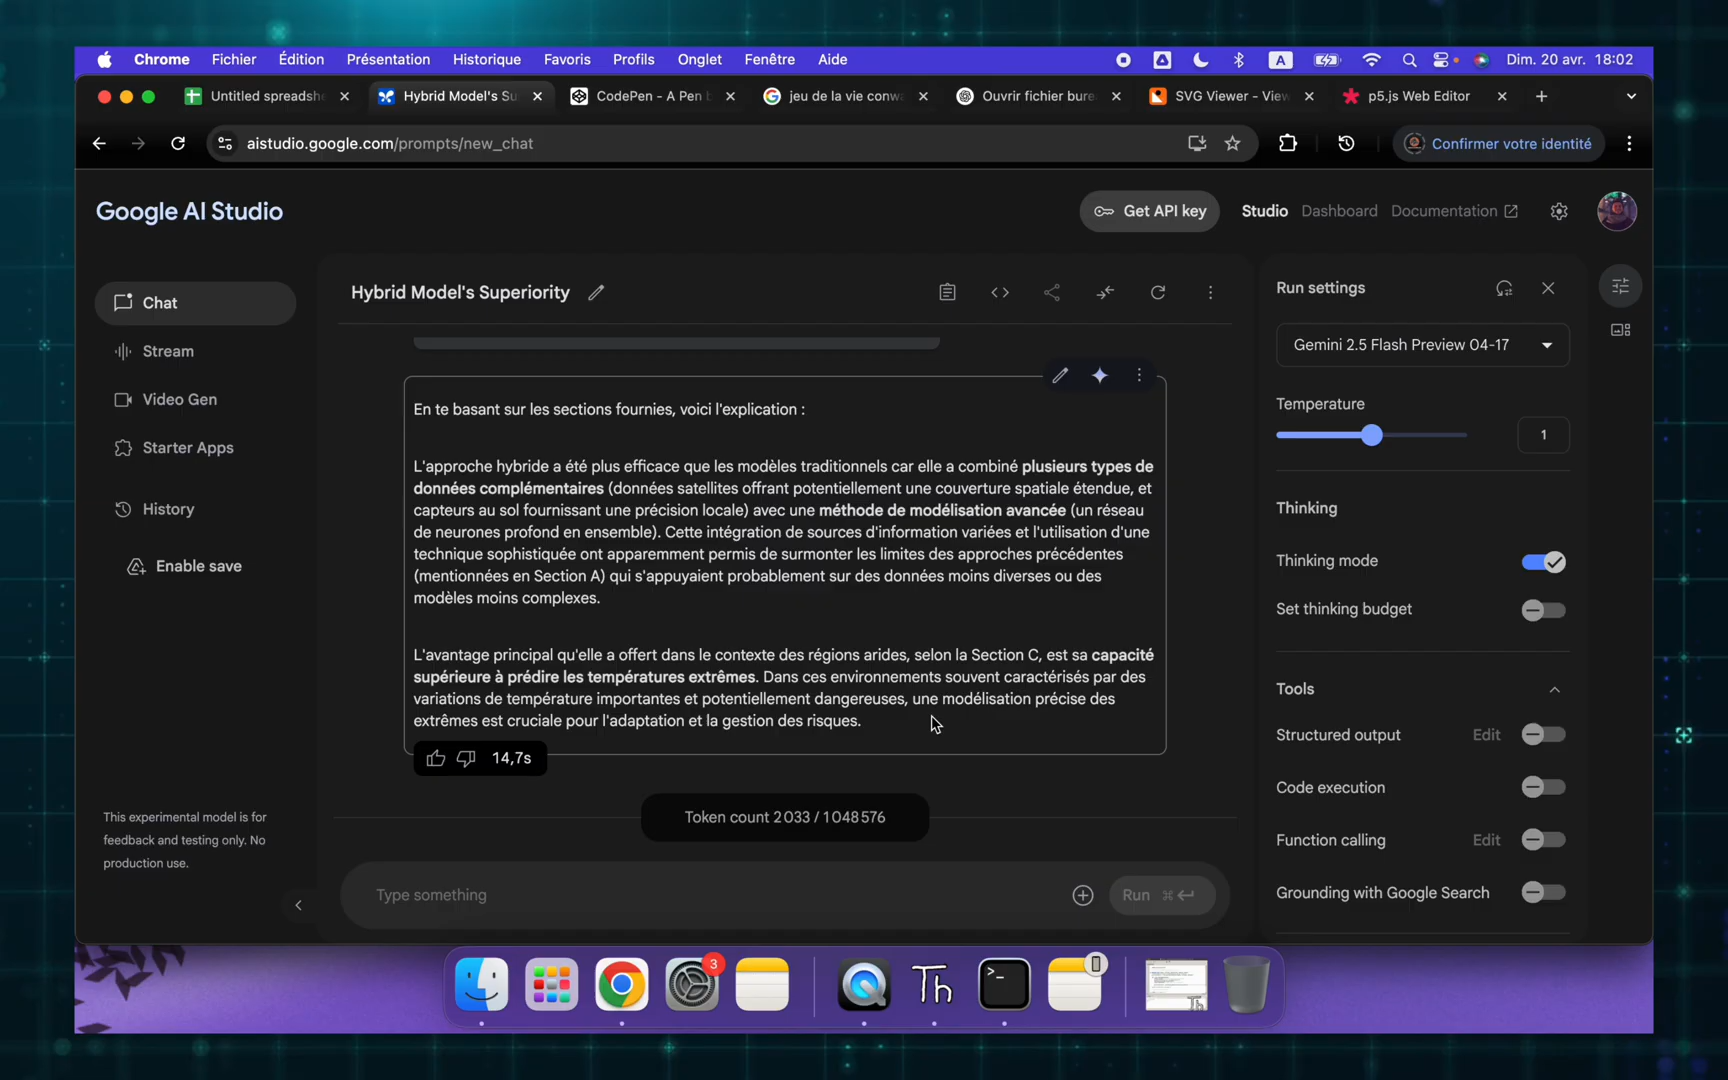 Chrome Fichier Édition Présentation Historique Favoris Profils Onglet Fenêtre Aide A Dim. 20 avr. 18:02
Untitled spreadshe Hybrid Model's Su CodePen - A Pen b jeu de la vie conwa Ouvrir fichier bure SVG Viewer - View p5.js Web Editor
aistudio.google.com/prompts/new_chat Confirmer votre identité
Google AI Studio Get API key Studio Dashboard Documentation
Chat
Stream
Video Gen
Starter Apps
History
Enable save
This experimental model is for
feedback and testing only. No
production use.
Hybrid Model's Superiority
En te basant sur les sections fournies, voici l'explication :
L'approche hybride a été plus efficace que les modèles traditionnels car elle a combiné plusieurs types de
données complémentaires (données satellites offrant potentiellement une couverture spatiale étendue, et
capteurs au sol fournissant une précision locale) avec une méthode de modélisation avancée (un réseau
de neurones profond en ensemble). Cette intégration de sources d'information variées et l'utilisation d'une
technique sophistiquée ont apparemment permis de surmonter les limites des approches précédentes
(mentionnées en Section A) qui s'appuyaient probablement sur des données moins diverses ou des
modèles moins complexes.
L'avantage principal qu'elle a offert dans le contexte des régions arides, selon la Section C, est sa capacité
supérieure à prédire les températures extrêmes. Dans ces environnements souvent caractérisés par des
variations de température importantes et potentiellement dangereuses, une modélisation précise des
extrêmes est cruciale pour l'adaptation et la gestion des risques.
14,7s
Token count 2 033 / 1 048 576
Type something
Run ⌘↵
Run settings
Gemini 2.5 Flash Preview 04-17
Temperature
1
Thinking
Thinking mode
Set thinking budget
Tools
Structured output Edit
Code execution
Function calling Edit
Grounding with Google Search
3
Th